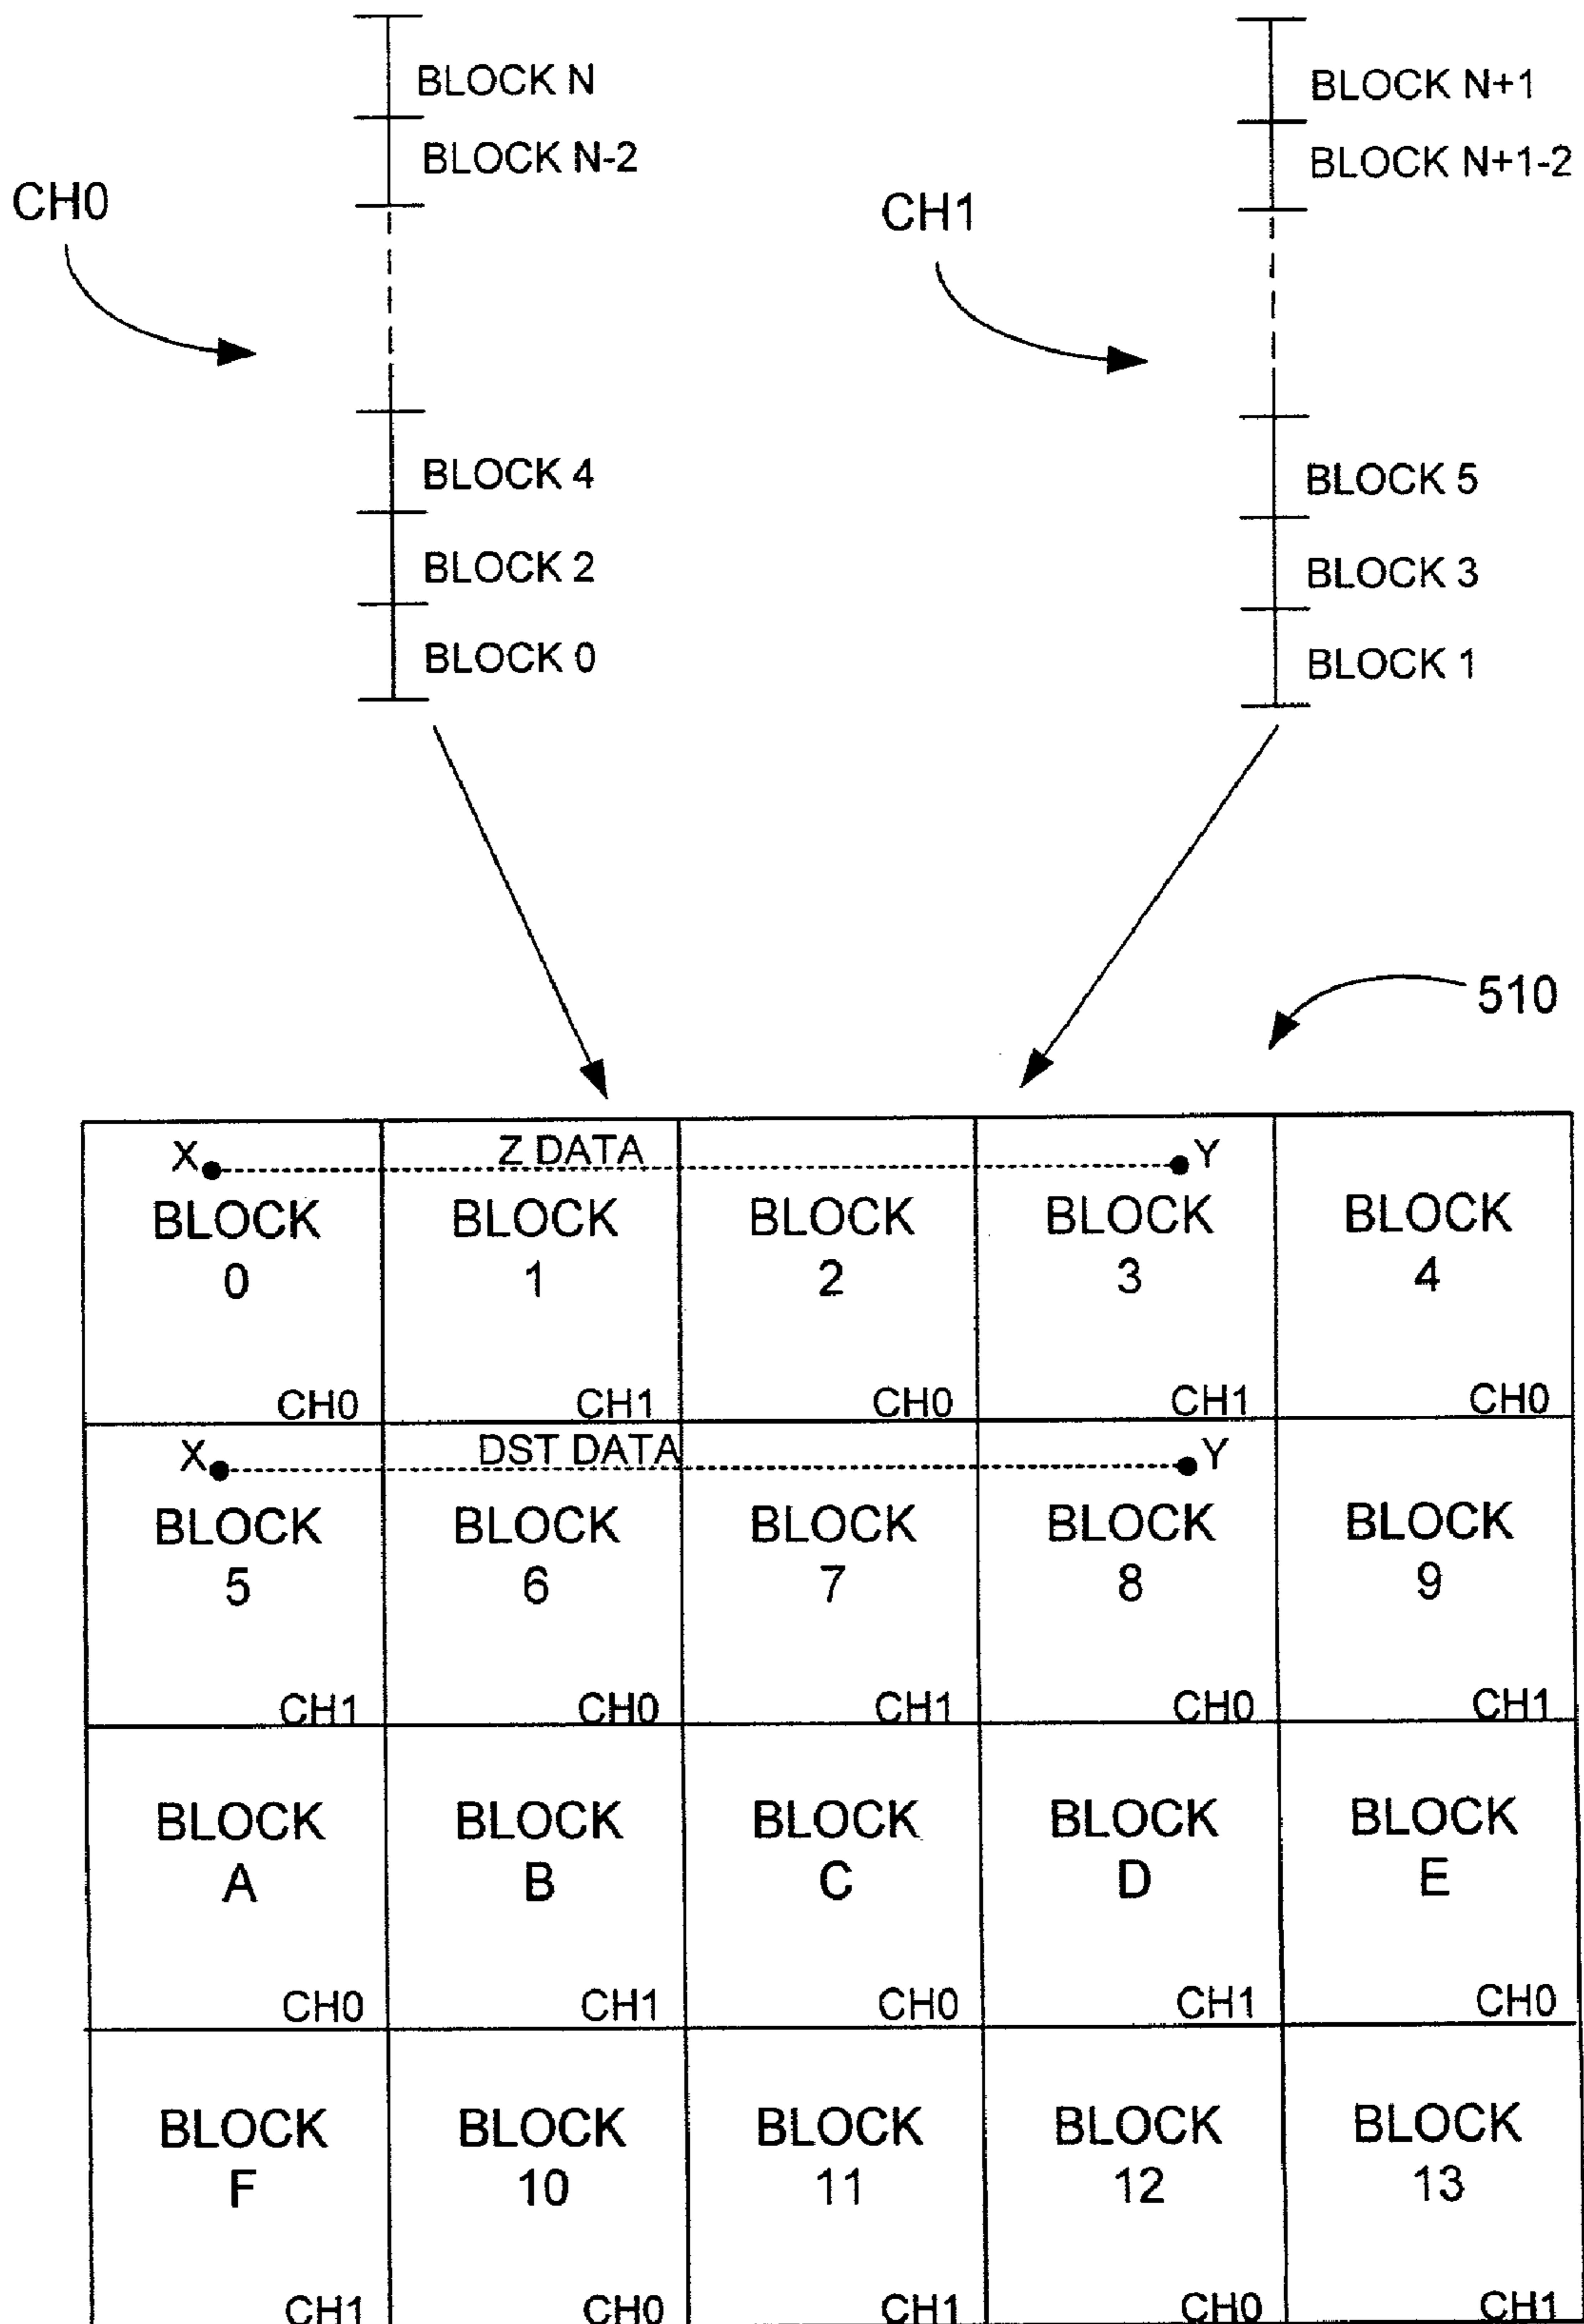 BLOCK N
BLOCK N-2
CH0
BLOCK 4
BLOCK 2
BLOCK 0
BLOCK N+1
BLOCK N+1-2
CH1
BLOCK 5
BLOCK 3
BLOCK 1
510
X Z DATA Y
BLOCK 0 CH0
BLOCK 1 CH1
BLOCK 2 CH0
BLOCK 3 CH1
BLOCK 4 CH0
X DST DATA Y
BLOCK 5 CH1
BLOCK 6 CH0
BLOCK 7 CH1
BLOCK 8 CH0
BLOCK 9 CH1
BLOCK A CH0
BLOCK B CH1
BLOCK C CH0
BLOCK D CH1
BLOCK E CH0
BLOCK F CH1
BLOCK 10 CH0
BLOCK 11 CH1
BLOCK 12 CH0
BLOCK 13 CH1